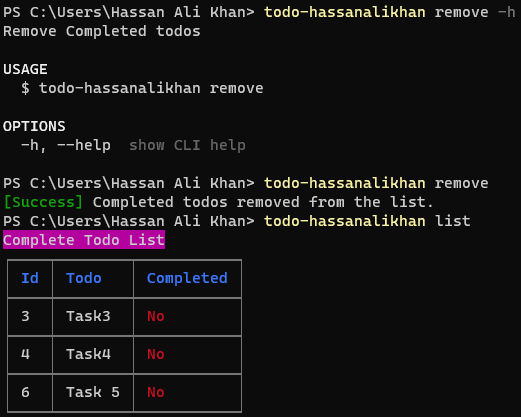 PS C:\Users\Hassan Ali Khan> todo-hassanalikhan remove -h
Remove Completed todos
USAGE
$ todo-hassanalikhan remove
OPTIONS
-h, --help show CLI help
PS C:\Users\Hassan Ali Khan> todo-hassanalikhan remove
[Success] Completed todos removed from the list.
PS C:\Users\Hassan Ali Khan> todo-hassanalikhan list
Complete Todo List
Id Todo Completed
3 Task3 No
4 Task4 No
6 Task 5 No